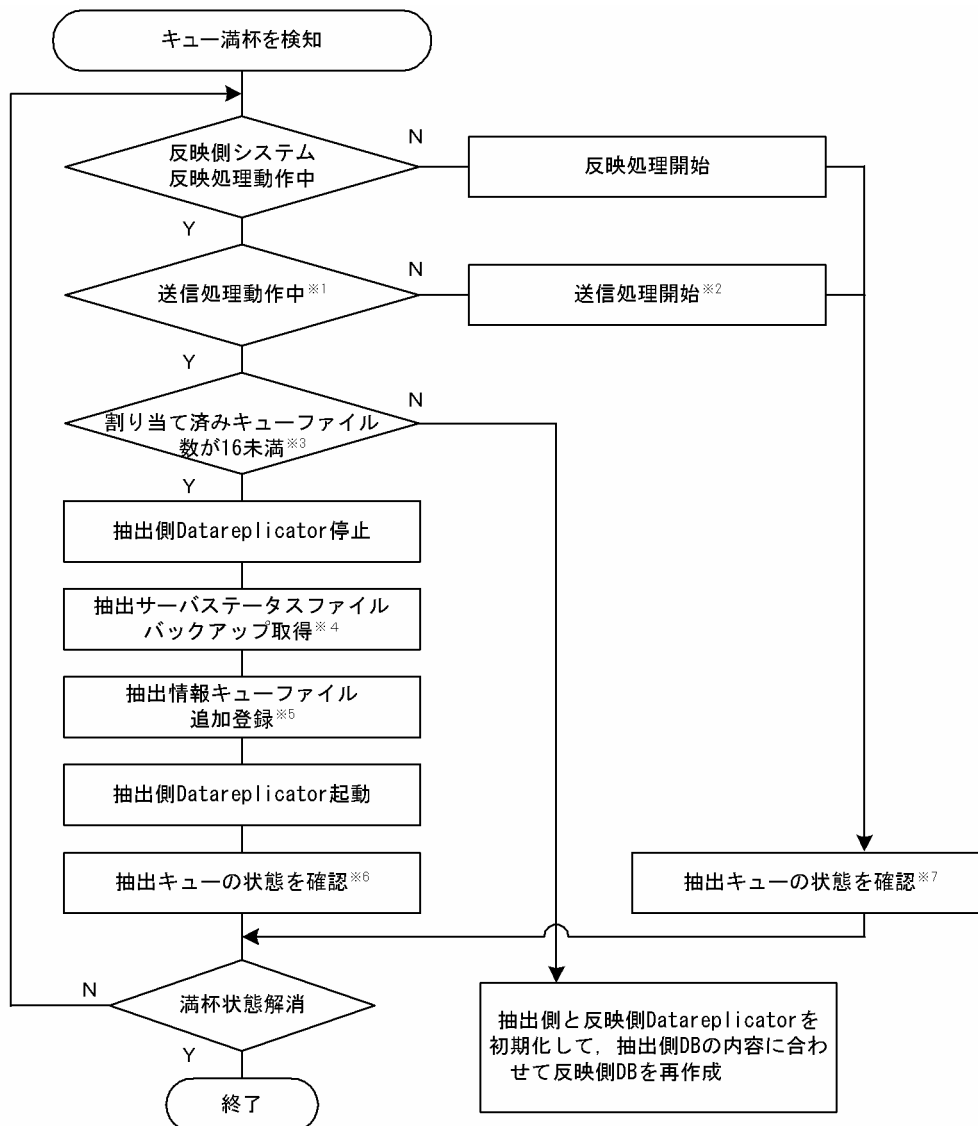 キュー満杯を検知
反映側システム
反映処理動作中
N
反映処理開始
Y
送信処理動作中※1
N
送信処理開始※2
Y
割り当て済みキューファイル
数が16未満※3
N
Y
抽出側Datareplicator停止
抽出サーバステータスファイル
バックアップ取得※4
抽出情報キューファイル
追加登録※5
抽出側Datareplicator起動
抽出キューの状態を確認※6
抽出キューの状態を確認※7
満杯状態解消
N
Y
終了
抽出側と反映側Datareplicatorを
初期化して，抽出側DBの内容に合わ
せて反映側DBを再作成